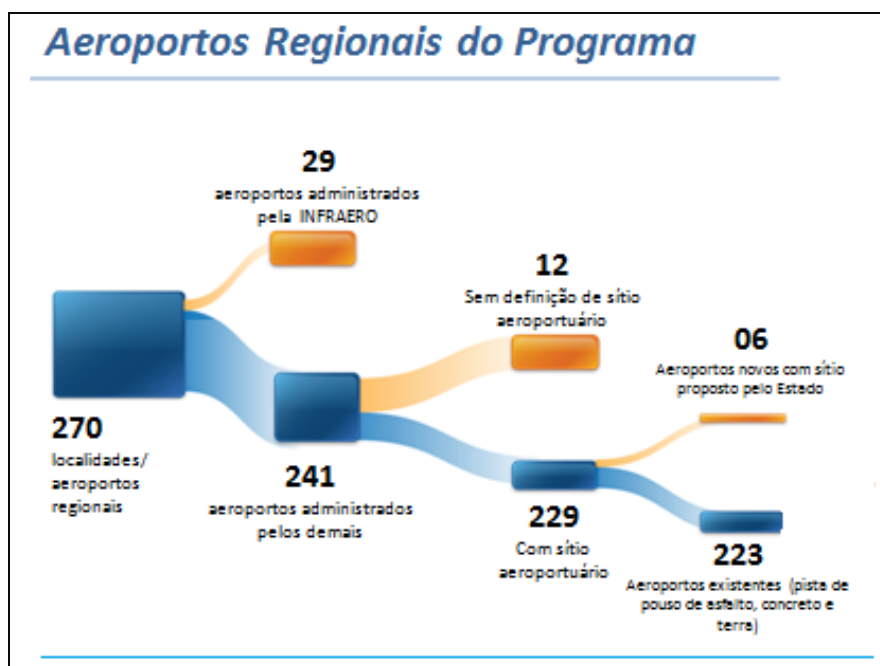 Aeroportos Regionais do Programa
29
aeroportos administrados
pela INFRAERO
12
Sem definição de sítio
aeroportuário
06
Aeroportos novos com sítio
proposto pelo Estado
270
localidades/
aeroportos
regionais
241
aeroportos administrados
pelos demais
229
Com sítio
aeroportuário
223
Aeroportos existentes (pista de
pouso de asfalto, concreto e
terra)